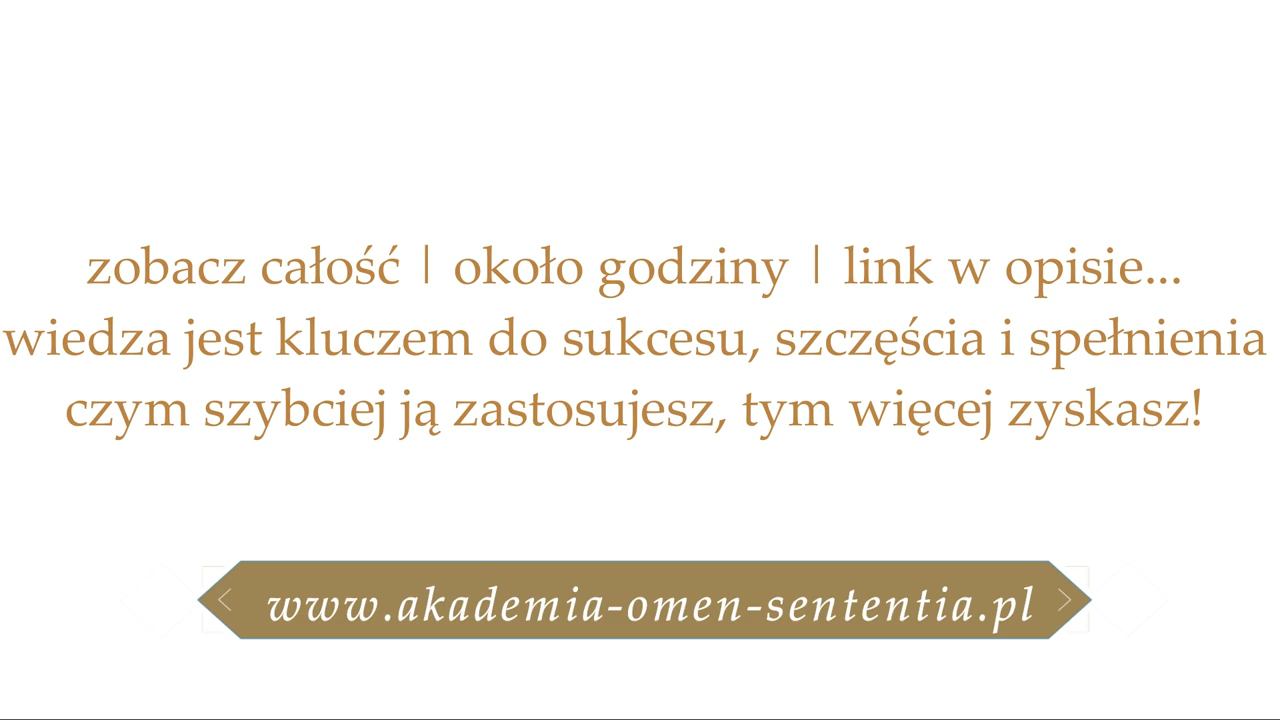 zobacz całość | około godziny | link w opisie...
wiedza jest kluczem do sukcesu, szczęścia i spełnienia
czym szybciej ją zastosujesz, tym więcej zyskasz!
www.akademia-omen-sententia.pl